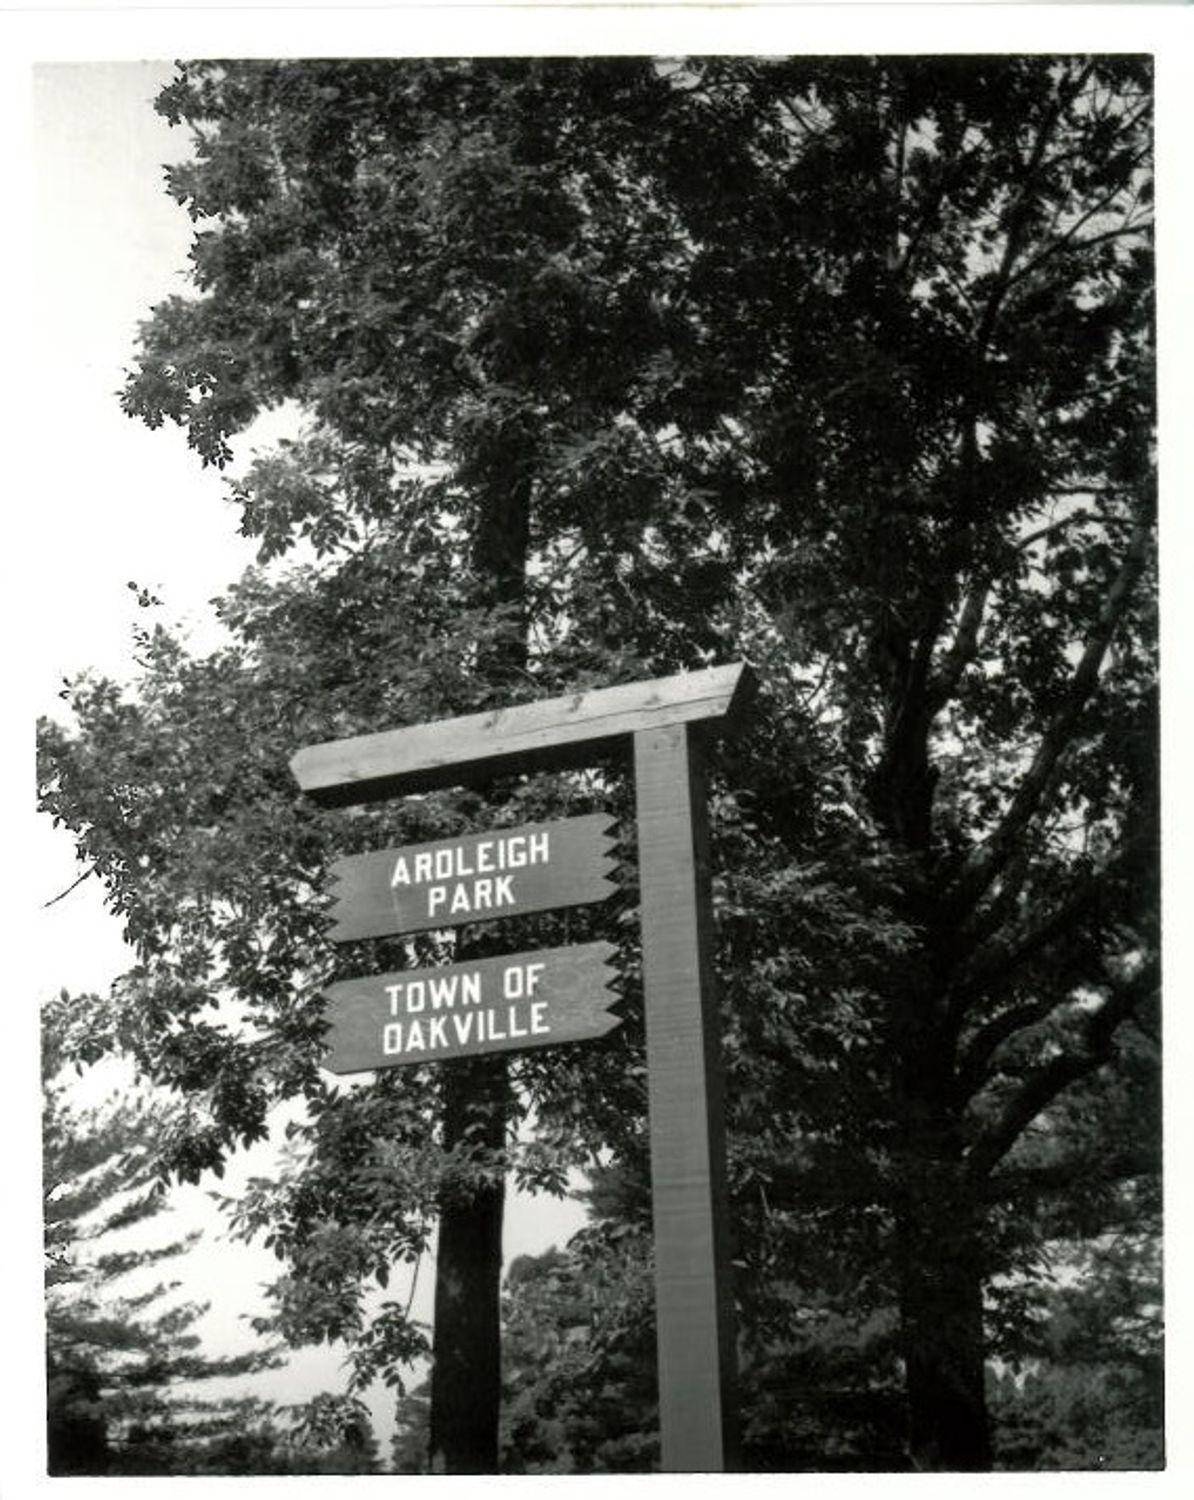 ARDLEIGH
PARK
TOWN OF
OAKVILLE